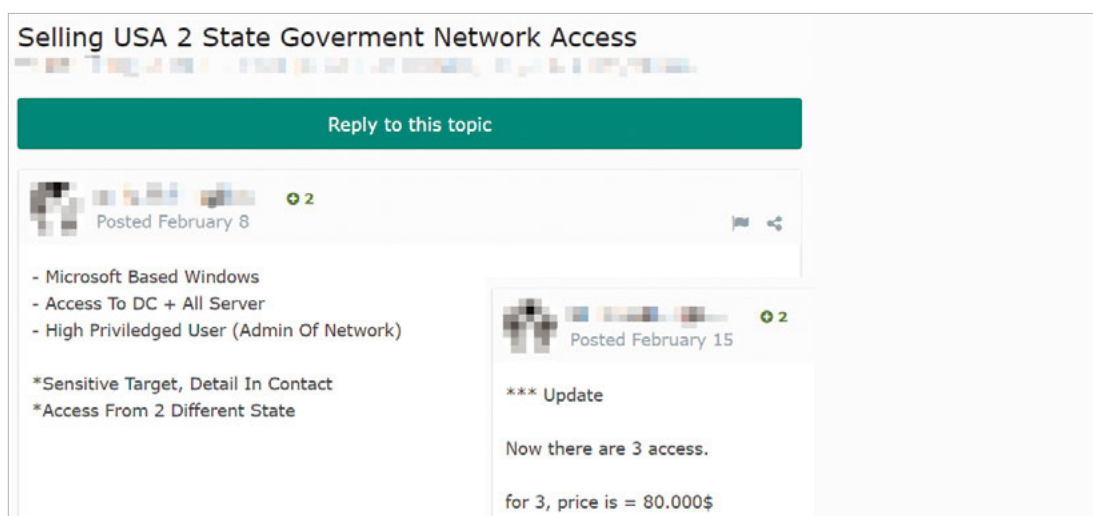 Selling USA 2 State Goverment Network Access
Reply to this topic
2
Posted February 8
- Microsoft Based Windows
- Access To DC + All Server
- High Priviledged User (Admin Of Network)
*Sensitive Target, Detail In Contact
*Access From 2 Different State
2
Posted February 15
*** Update
Now there are 3 access.
for 3, price is = 80.000$